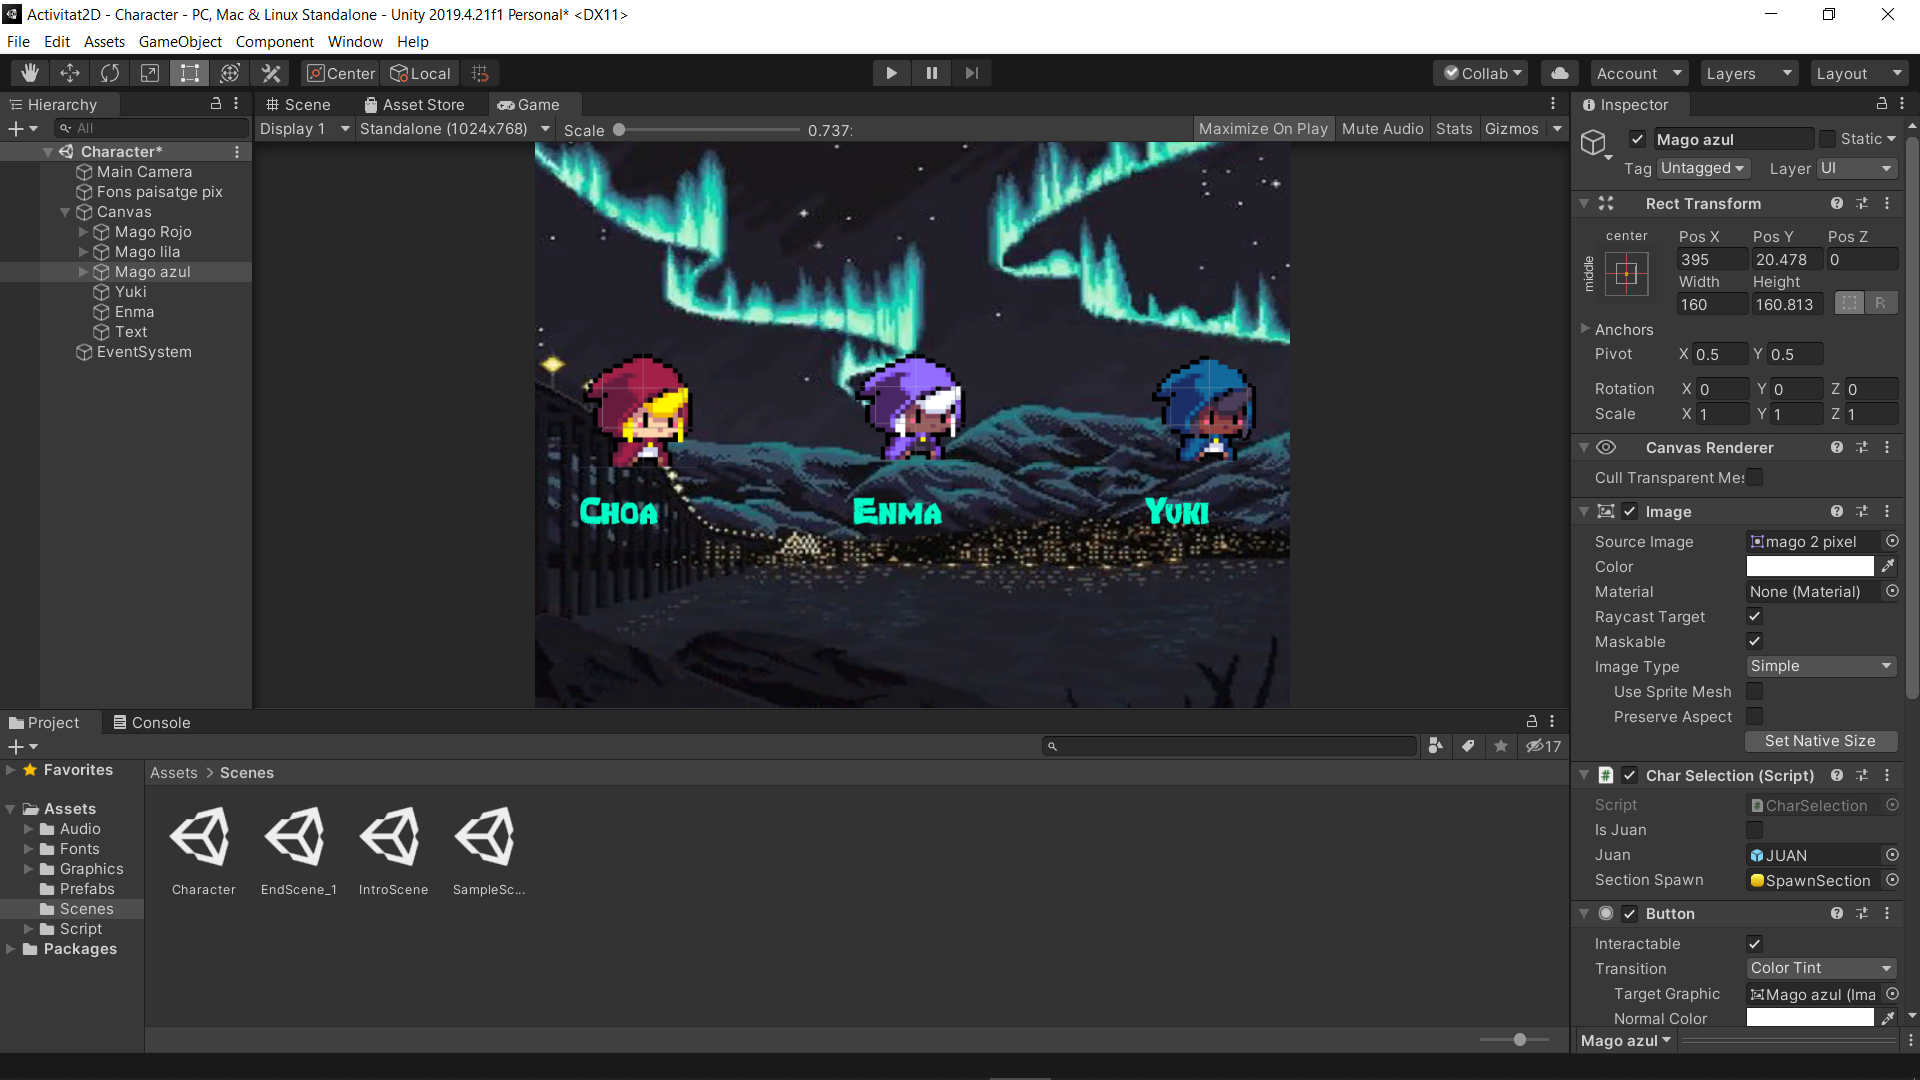 Activitat2D - Character - PC, Mac & Linux Standalone - Unity 2019.4.21f1 Personal* <DX11>
File Edit Assets GameObject Component Window Help
Center Local Collab Account Layers Layout
Hierarchy
All
Character*
Main Camera
Fons paisatge pix
Canvas
Mago Rojo
Mago lila
Mago azul
Yuki
Enma
Text
EventSystem
Scene Asset Store Game
Display 1 Standalone (1024x768) Scale 0.737: Maximize On Play Mute Audio Stats Gizmos
Choa Enma Yuki
Inspector
Mago azul Static
Tag Untagged Layer UI
Rect Transform
center
middle
Pos X Pos Y Pos Z
395 20.478 0
Width Height
160 160.813 R
Anchors
Pivot X 0.5 Y 0.5
Rotation X 0 Y 0 Z 0
Scale X 1 Y 1 Z 1
Canvas Renderer
Cull Transparent Mes
Image
Source Image mago 2 pixel
Color
Material None (Material)
Raycast Target
Maskable
Image Type Simple
Use Sprite Mesh
Preserve Aspect
Set Native Size
Char Selection (Script)
Script CharSelection
Is Juan
Juan JUAN
Section Spawn SpawnSection
Button
Interactable
Transition Color Tint
Target Graphic Mago azul (Ima
Normal Color
Mago azul
Project Console
17
Favorites
Assets
Audio
Fonts
Graphics
Prefabs
Scenes
Script
Packages
Assets > Scenes
Character EndScene_1 IntroScene SampleSc...